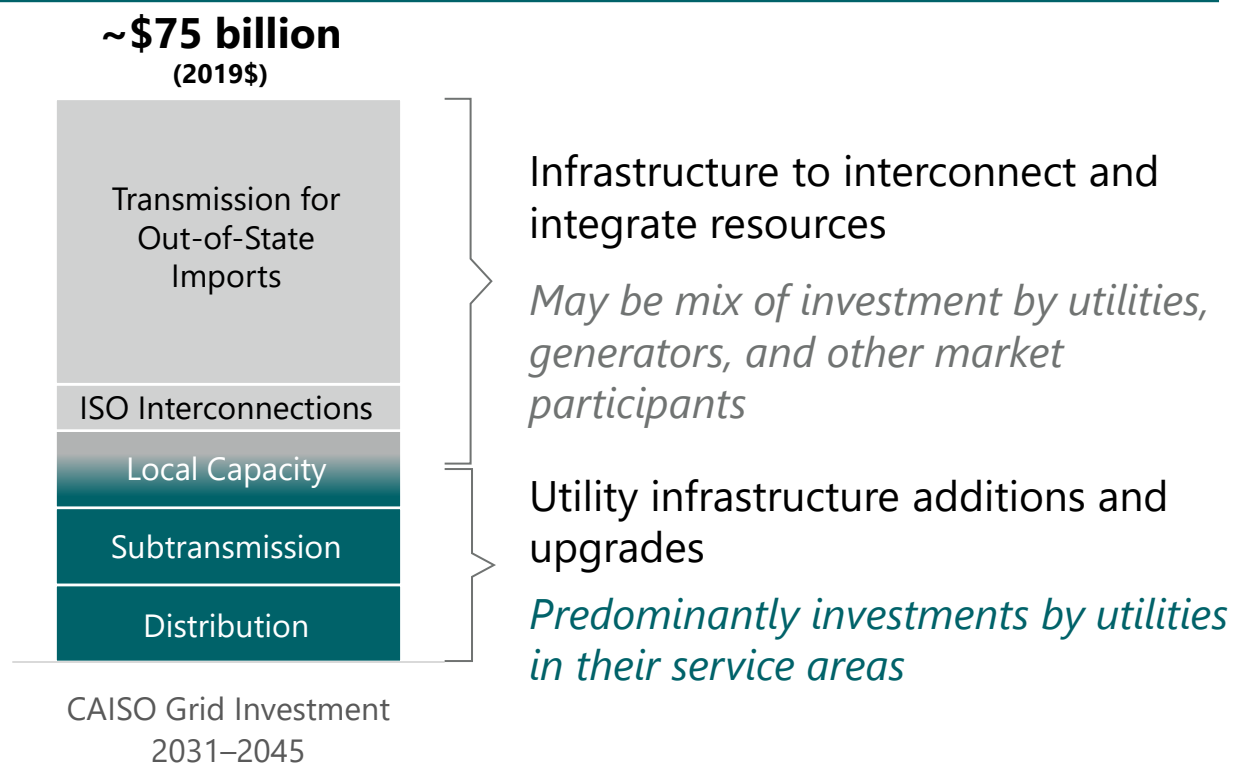 ~$75 billion
(2019$)
Transmission for
Out-of-State
Imports
ISO Interconnections
Local Capacity
Subtransmission
Distribution
CAISO Grid Investment
2031–2045
Infrastructure to interconnect and
integrate resources
May be mix of investment by utilities,
generators, and other market
participants
Utility infrastructure additions and
upgrades
Predominantly investments by utilities
in their service areas